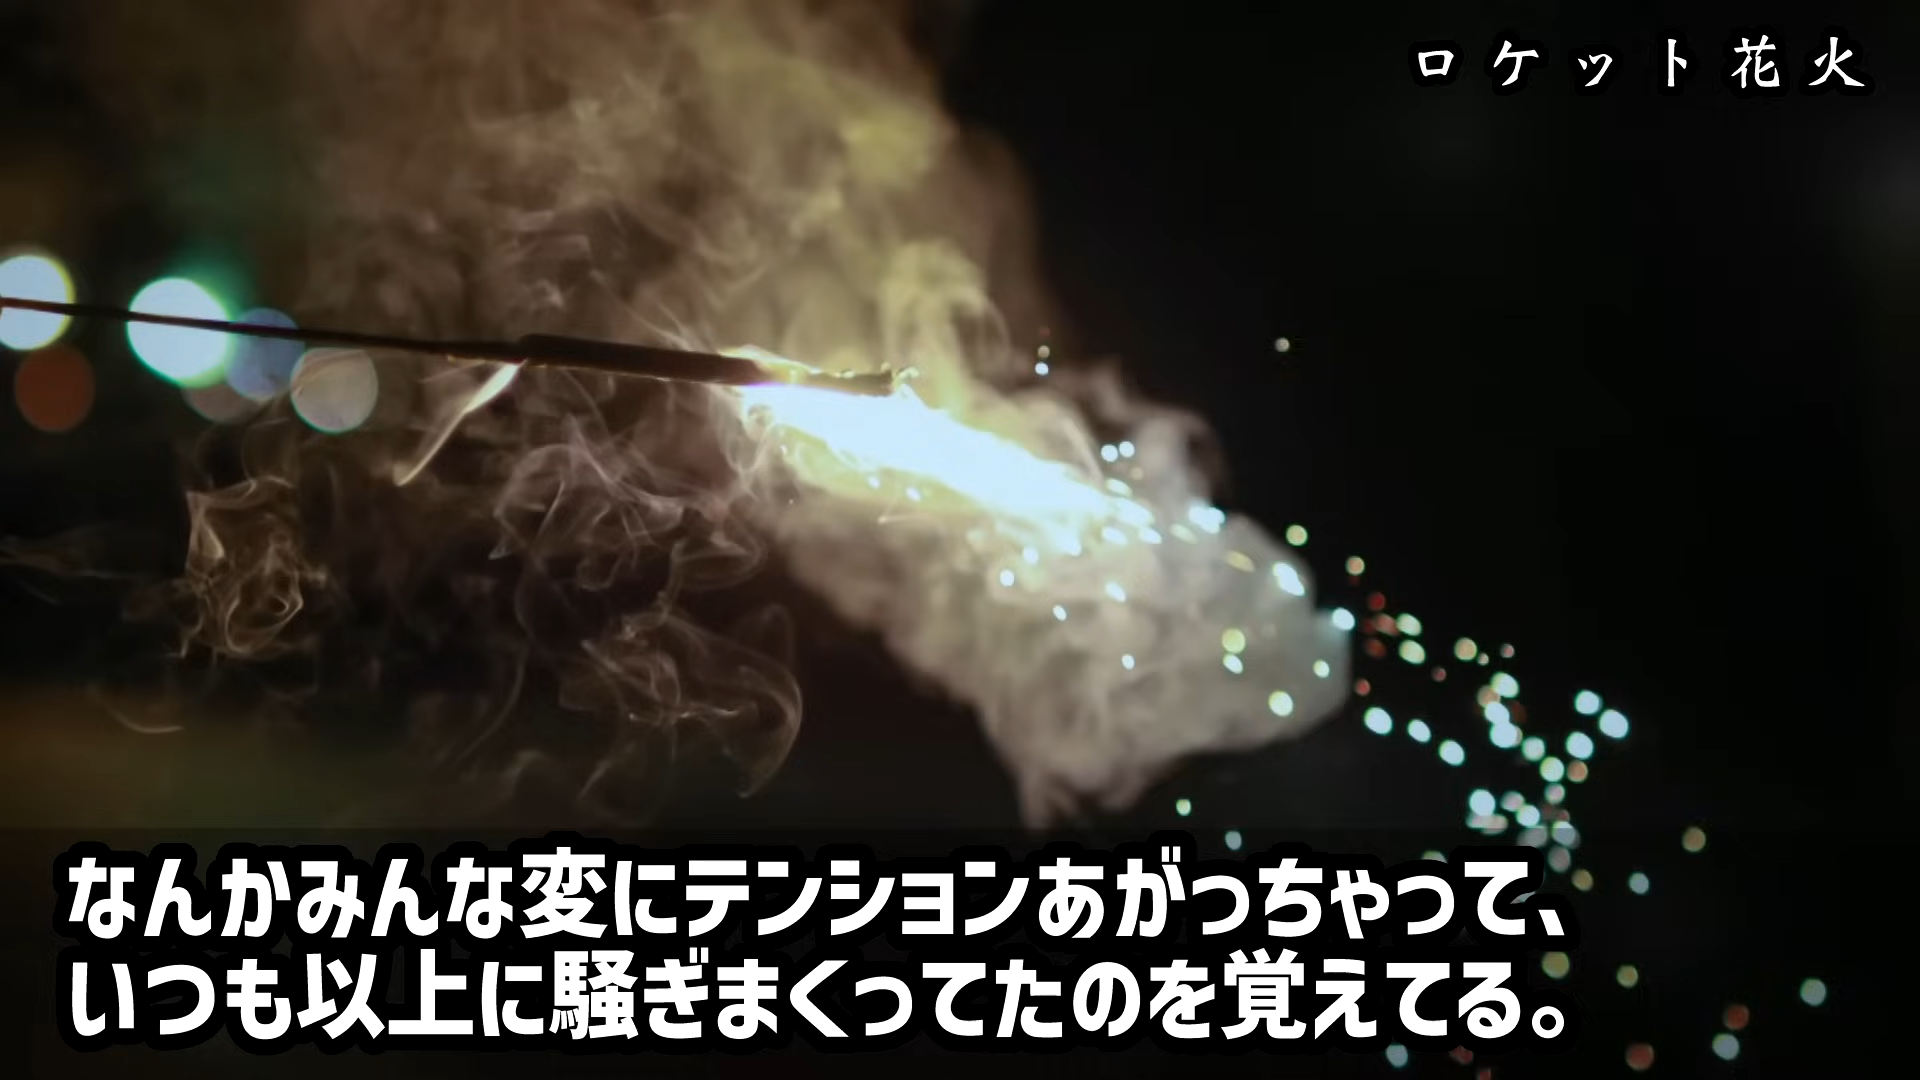 ロケット花火
なんかみんな変にテンションあがっちゃって、
いつも以上に騒ぎまくってたのを覚えてる。